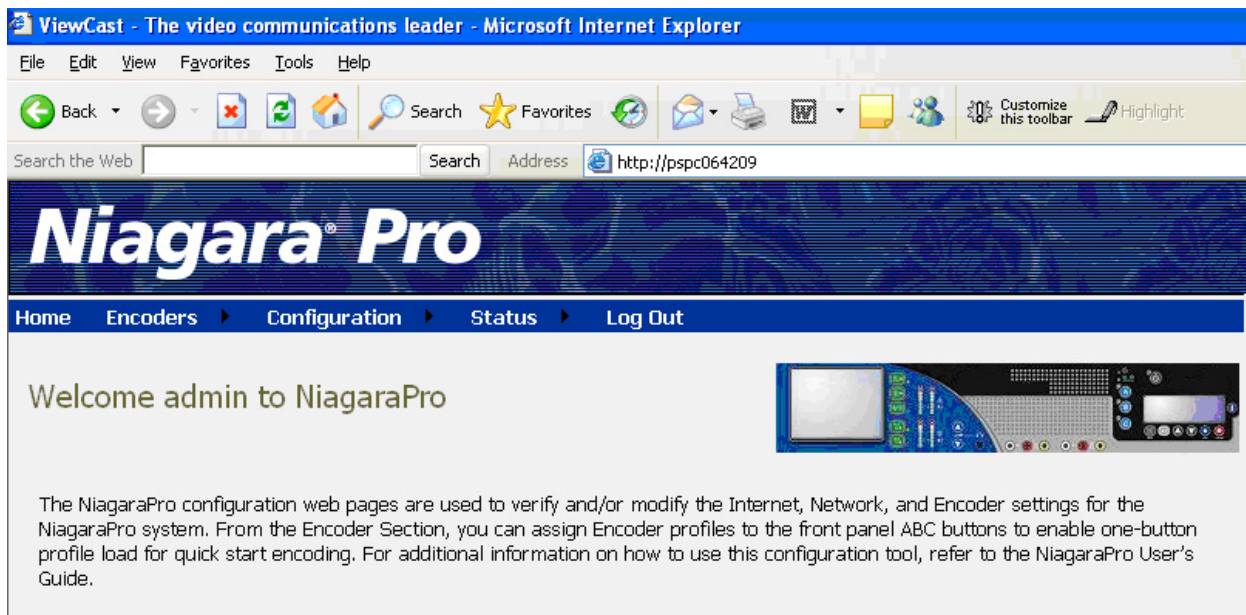 ViewCast - The video communications leader - Microsoft Internet Explorer
File Edit View Favorites Tools Help
Back Search Favorites Customize this toolbar Highlight
Search the Web Search Address http://pspc064209
Niagara® Pro
Home Encoders Configuration Status Log Out
Welcome admin to NiagaraPro
The NiagaraPro configuration web pages are used to verify and/or modify the Internet, Network, and Encoder settings for the
NiagaraPro system. From the Encoder Section, you can assign Encoder profiles to the front panel ABC buttons to enable one-button
profile load for quick start encoding. For additional information on how to use this configuration tool, refer to the NiagaraPro User's
Guide.